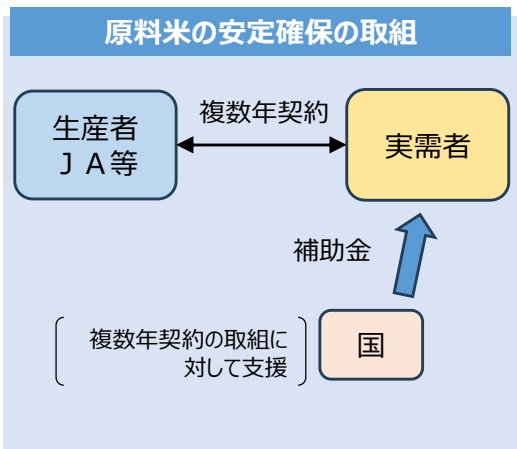 原料米の安定確保の取組
生産者
ＪＡ等
複数年契約
実需者
補助金
複数年契約の取組に
対して支援
国